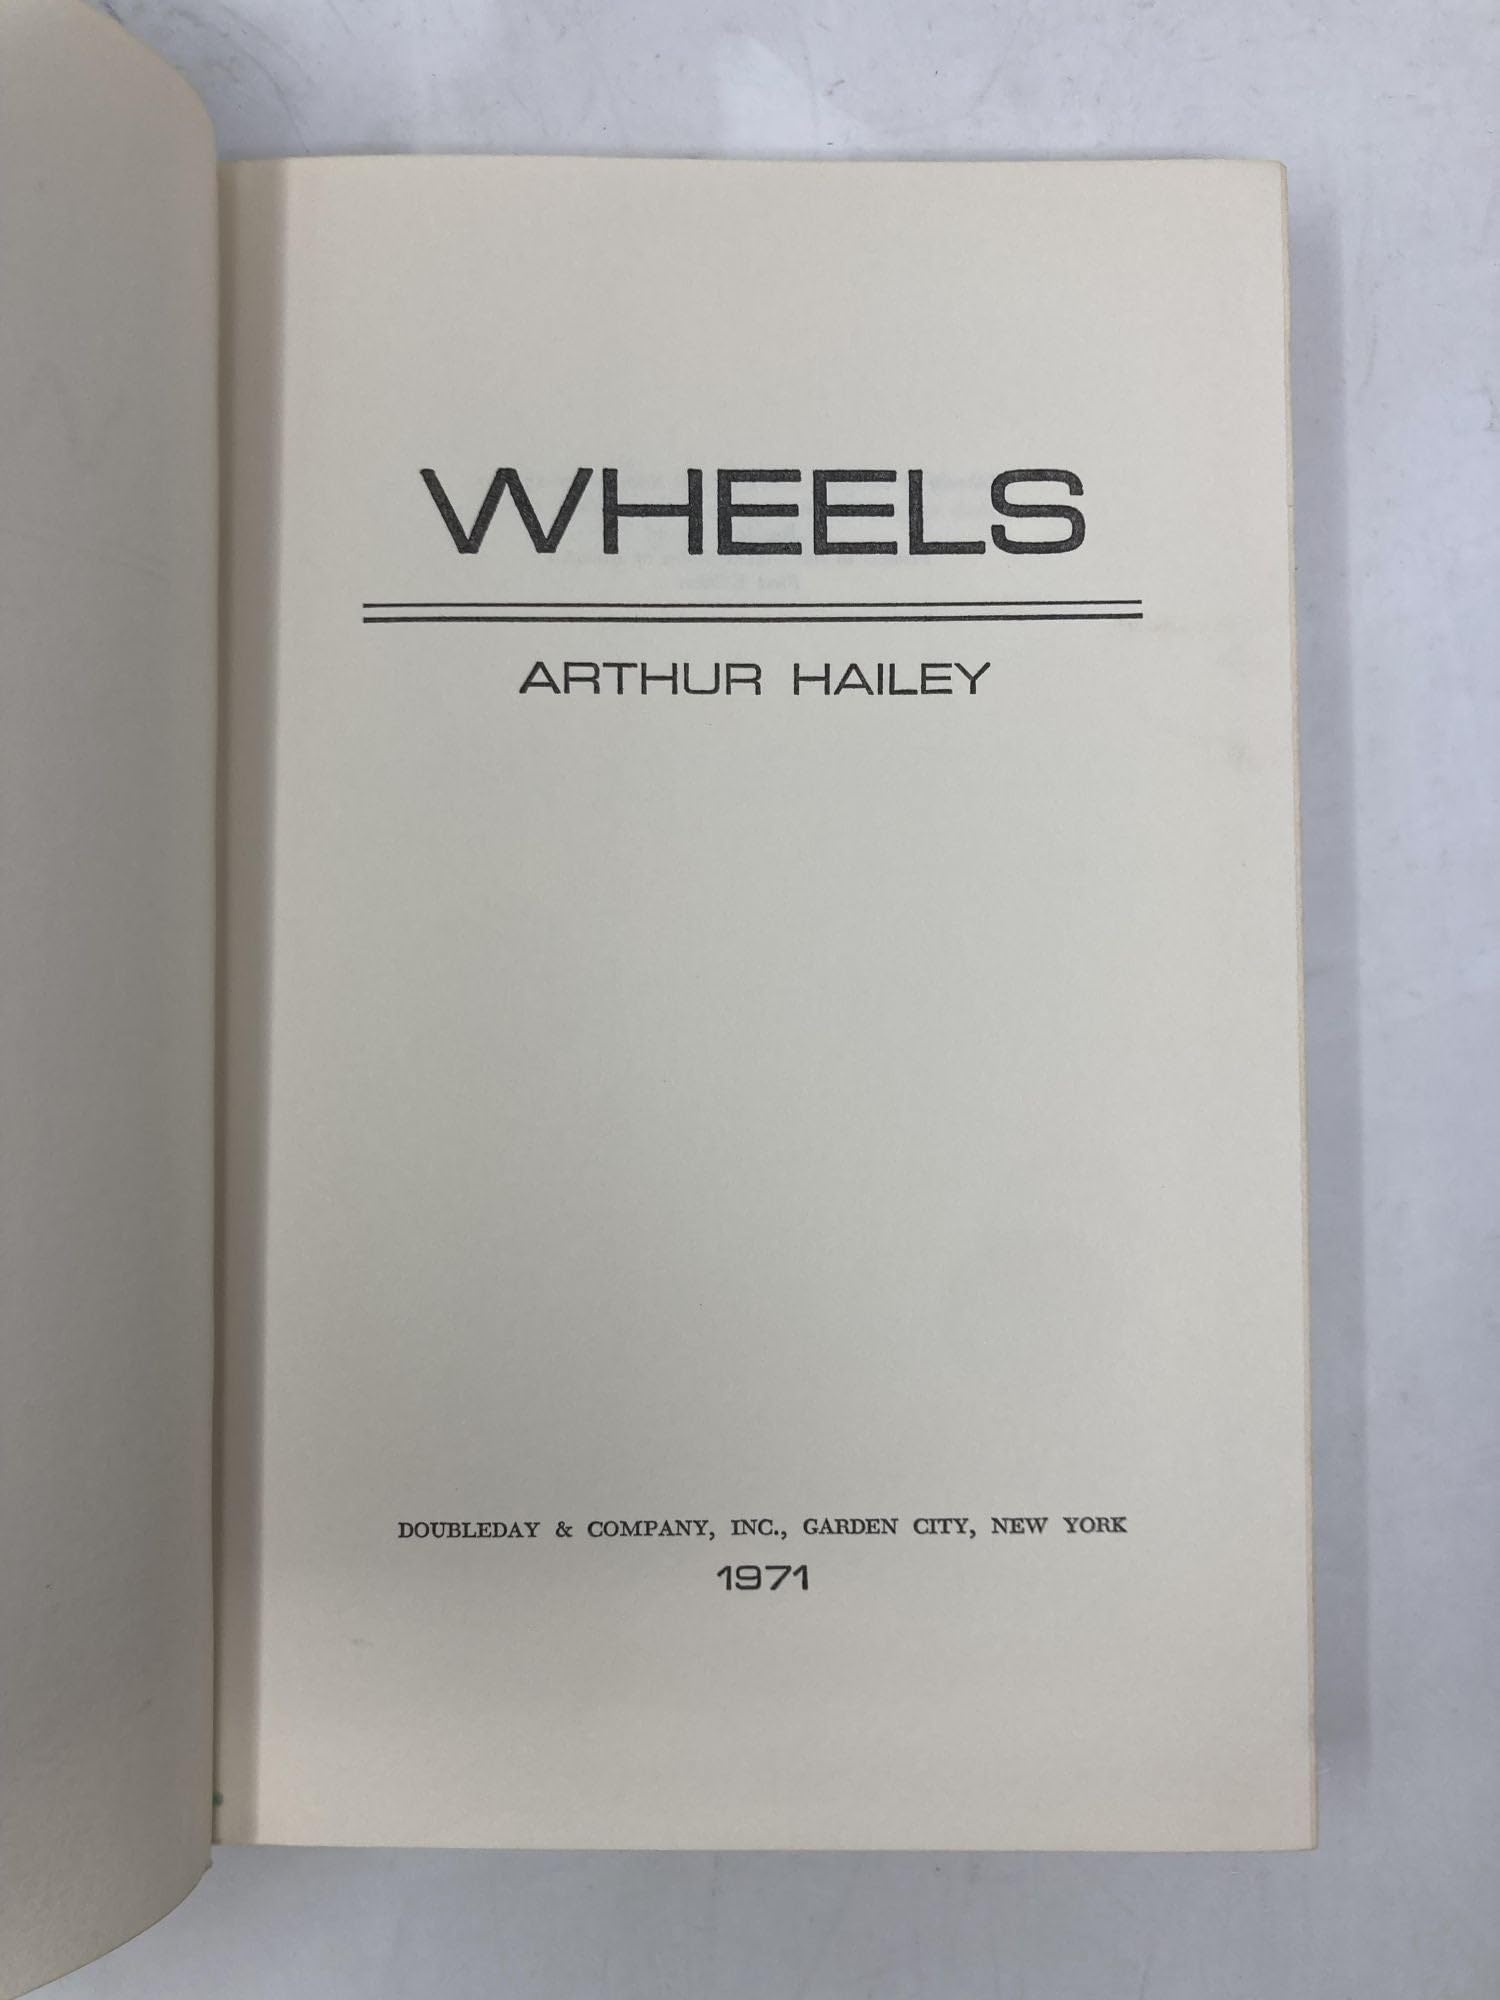 WHEELS
ARTHUR HAILEY
DOUBLEDAY & COMPANY, INC., GARDEN CITY, NEW YORK
1971